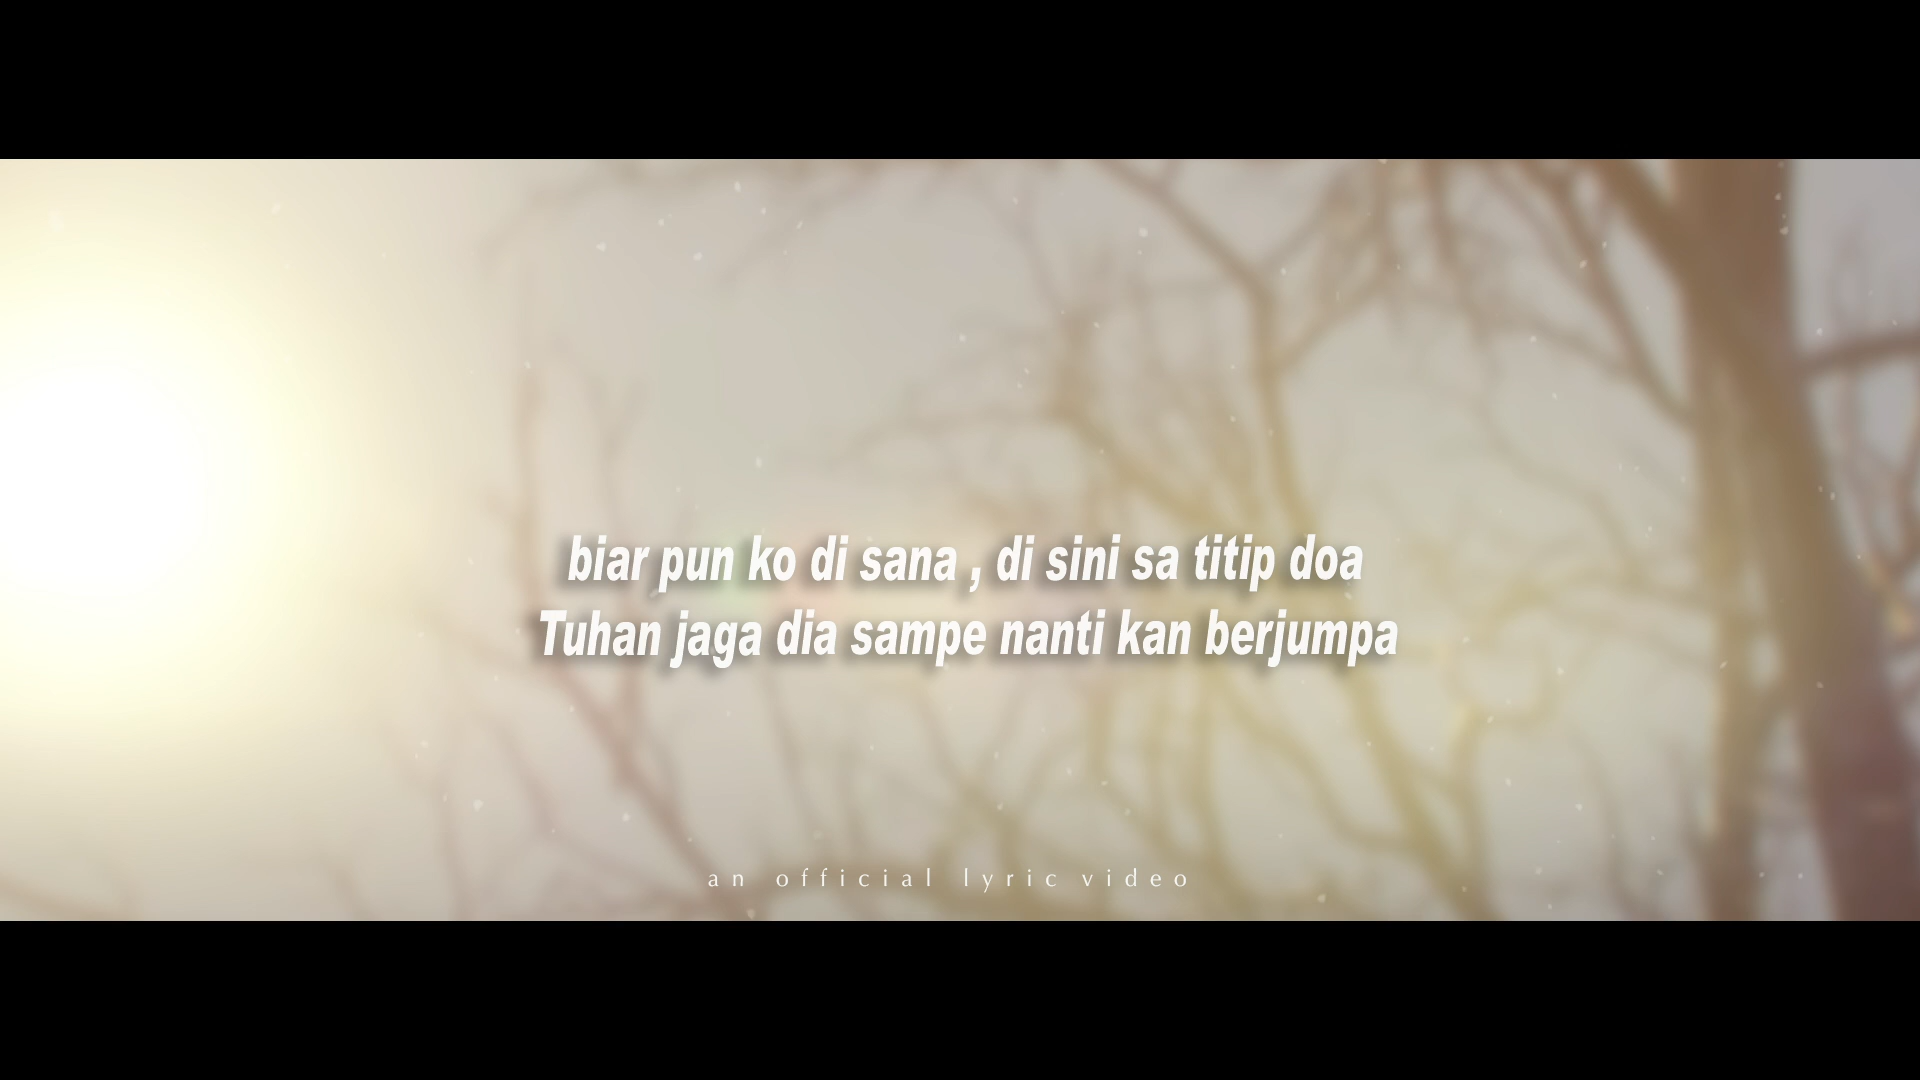 biar pun ko di sana , di sini sa titip doa
Tuhan jaga dia sampe nanti kan berjumpa
an official lyric video